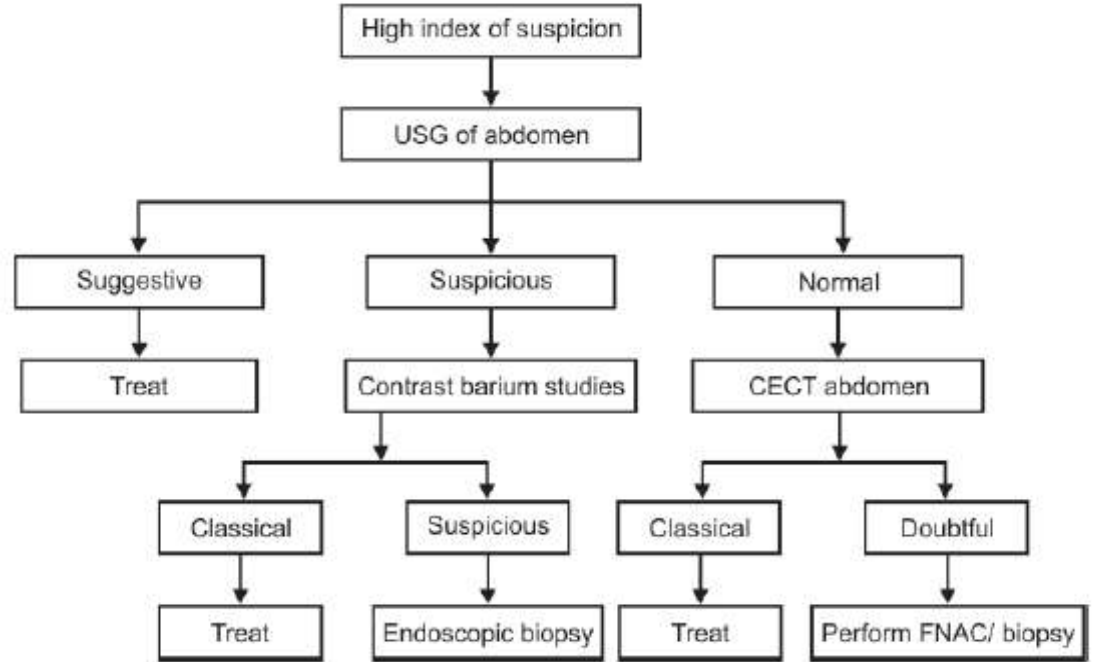 High index of suspicion
USG of abdomen
Suggestive
Suspicious
Normal
Treat
Contrast barium studies
CECT abdomen
Classical
Suspicious
Classical
Doubtful
Treat
Endoscopic biopsy
Treat
Perform FNAC/ biopsy